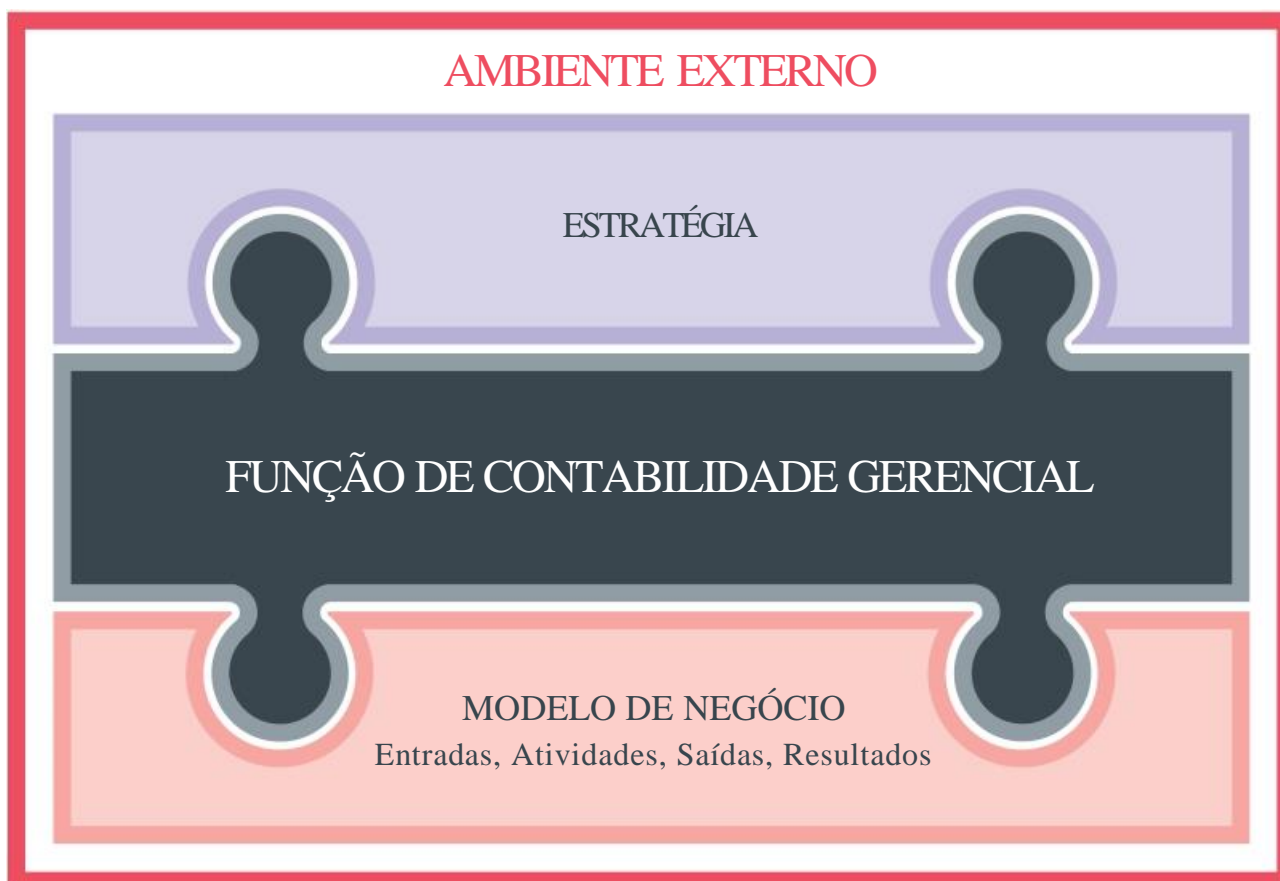 AMBIENTE EXTERNO
ESTRATÉGIA
FUNÇÃO DE CONTABILIDADE GERENCIAL
MODELO DE NEGÓCIO
Entradas, Atividades, Saídas, Resultados